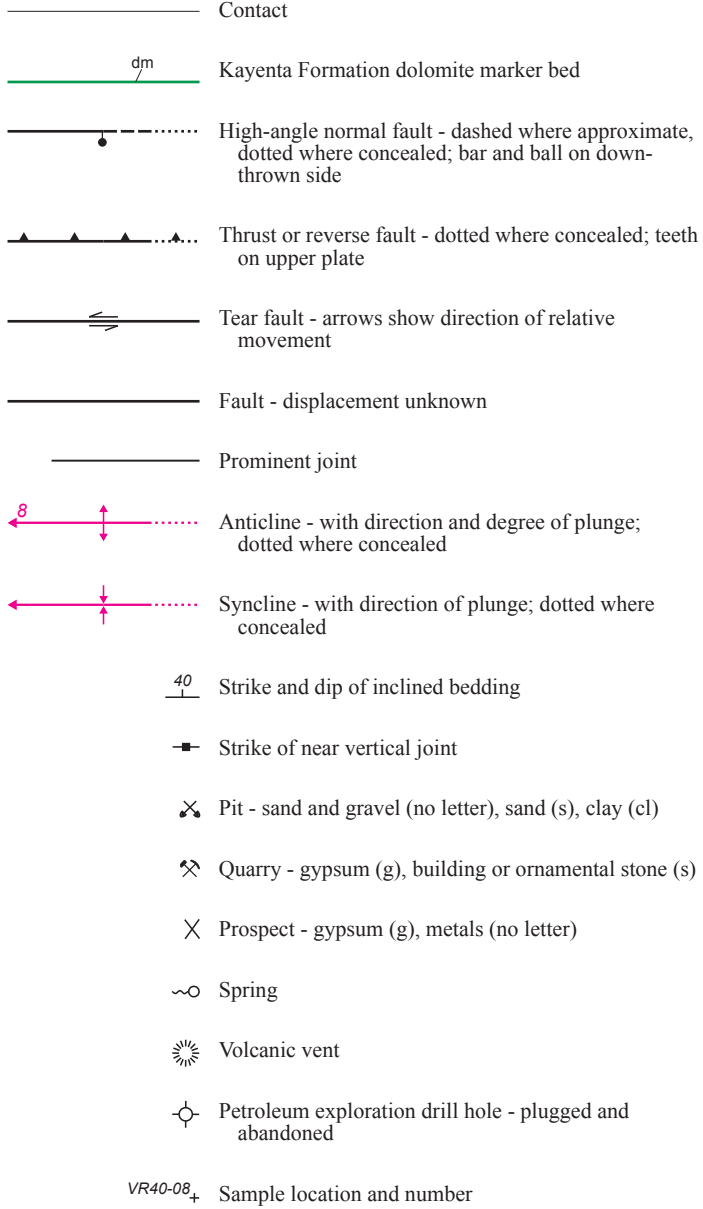 Contact
dm
Kayenta Formation dolomite marker bed
High-angle normal fault - dashed where approximate,
dotted where concealed; bar and ball on down-
thrown side
Thrust or reverse fault - dotted where concealed; teeth
on upper plate
Tear fault - arrows show direction of relative
movement
Fault - displacement unknown
Prominent joint
8
Anticline - with direction and degree of plunge;
dotted where concealed
Syncline - with direction of plunge; dotted where
concealed
40
Strike and dip of inclined bedding
Strike of near vertical joint
Pit - sand and gravel (no letter), sand (s), clay (cl)
Quarry - gypsum (g), building or ornamental stone (s)
Prospect - gypsum (g), metals (no letter)
Spring
Volcanic vent
Petroleum exploration drill hole - plugged and
abandoned
VR40-08
Sample location and number